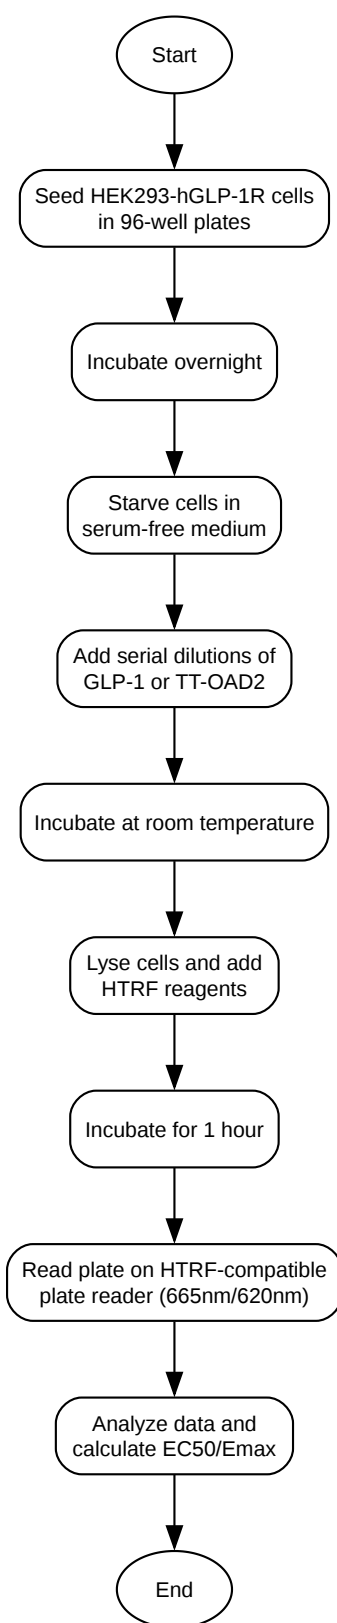 Start
Seed HEK293-hGLP-1R cells
in 96-well plates
Incubate overnight
Starve cells in
serum-free medium
Add serial dilutions of
GLP-1 or TT-OAD2
Incubate at room temperature
Lyse cells and add
HTRF reagents
Incubate for 1 hour
Read plate on HTRF-compatible
plate reader (665nm/620nm)
Analyze data and
calculate EC50/Emax
End